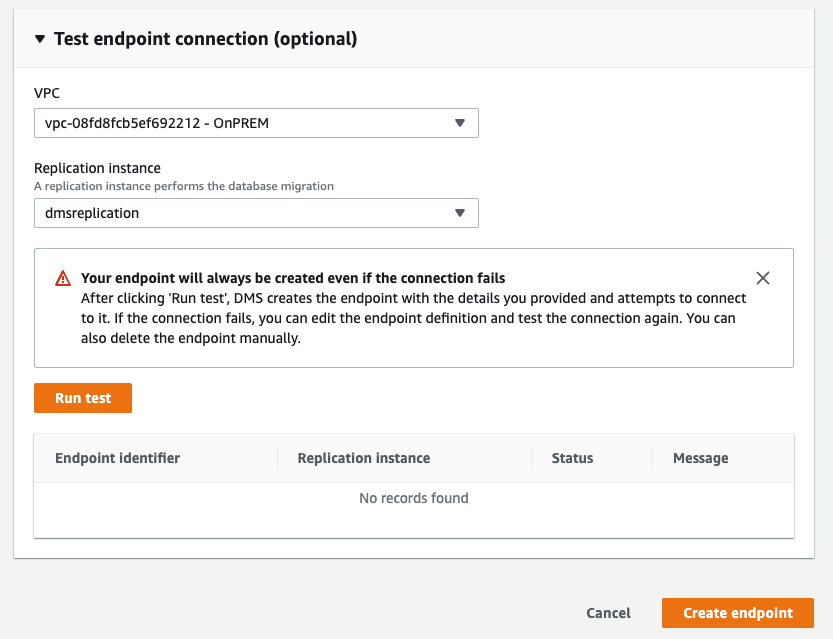 Test endpoint connection (optional)
VPC
vpc-08fd8fcb5ef692212 - OnPREM
Replication instance
A replication instance performs the database migration
dmsreplication
Your endpoint will always be created even if the connection fails
After clicking 'Run test', DMS creates the endpoint with the details you provided and attempts to connect
to it. If the connection fails, you can edit the endpoint definition and test the connection again. You can
also delete the endpoint manually.
Run test
Endpoint identifier Replication instance Status Message
No records found
Cancel Create endpoint